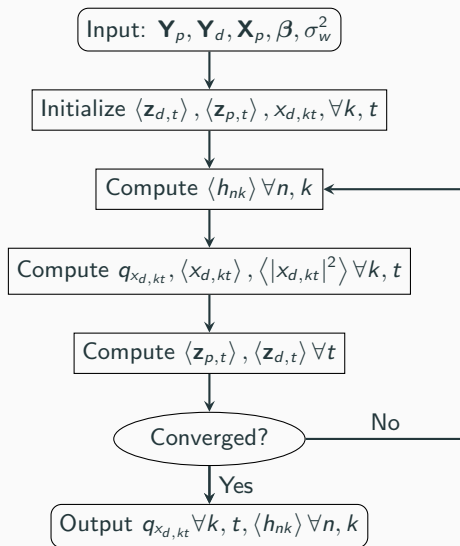 Input: Y_p, Y_d, X_p, β, σ_w^2
Initialize ⟨z_{d,t}⟩, ⟨z_{p,t}⟩, x_{d,kt}, ∀k, t
Compute ⟨h_{nk}⟩ ∀n, k
Compute q_{x_{d,kt}}, ⟨x_{d,kt}⟩, ⟨|x_{d,kt}|^2⟩ ∀k, t
Compute ⟨z_{p,t}⟩, ⟨z_{d,t}⟩ ∀t
Converged?
No
Yes
Output q_{x_{d,kt}} ∀k, t, ⟨h_{nk}⟩ ∀n, k